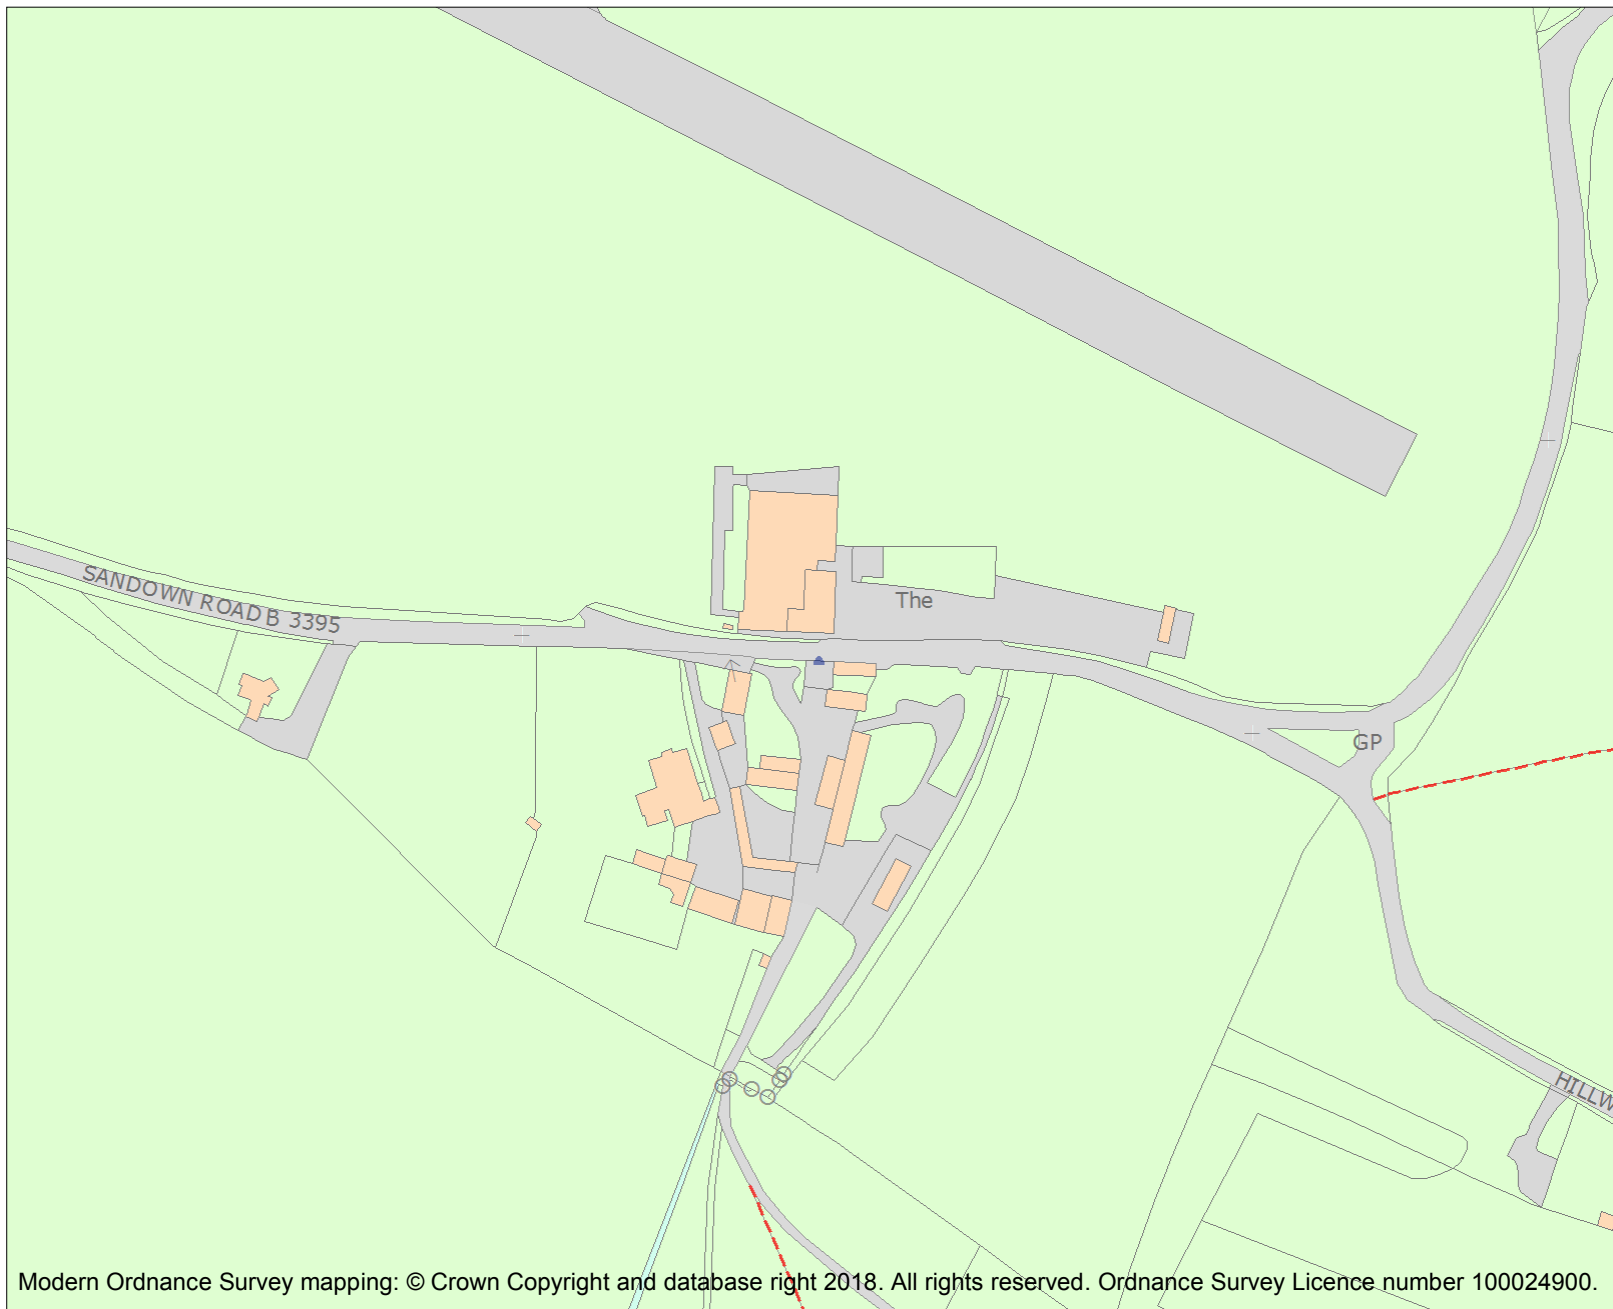 SANDOWN ROAD B 3395
The
GP
HILLW
Modern Ordnance Survey mapping: © Crown Copyright and database right 2018. All rights reserved. Ordnance Survey Licence number 100024900.